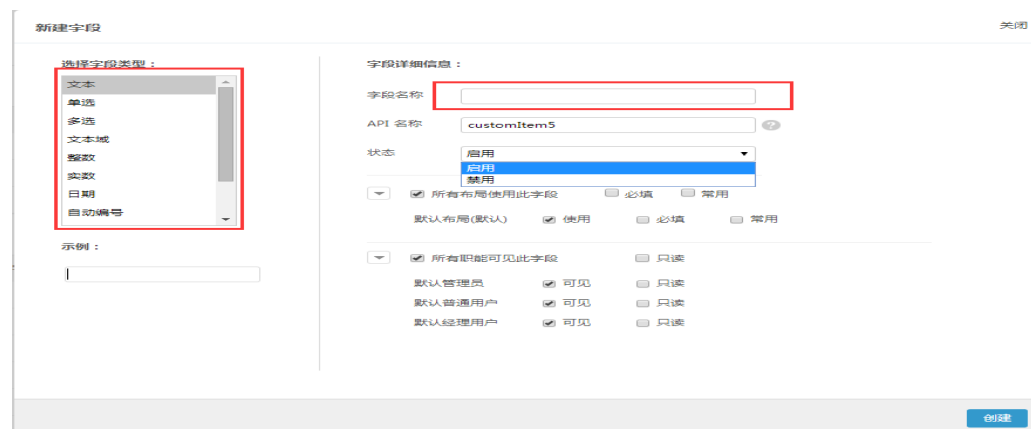 新建字段
关闭
选择字段类型：
文本
单选
多选
文本域
整数
实数
日期
自动编号
示例：
字段详细信息：
字段名称
API 名称 customItem5 ?
状态 启用
启用
禁用
所有布局使用此字段 必填 常用
默认布局(默认) 使用 必填 常用
所有职能可见此字段 只读
默认管理员 可见 只读
默认普通用户 可见 只读
默认经理用户 可见 只读
创建